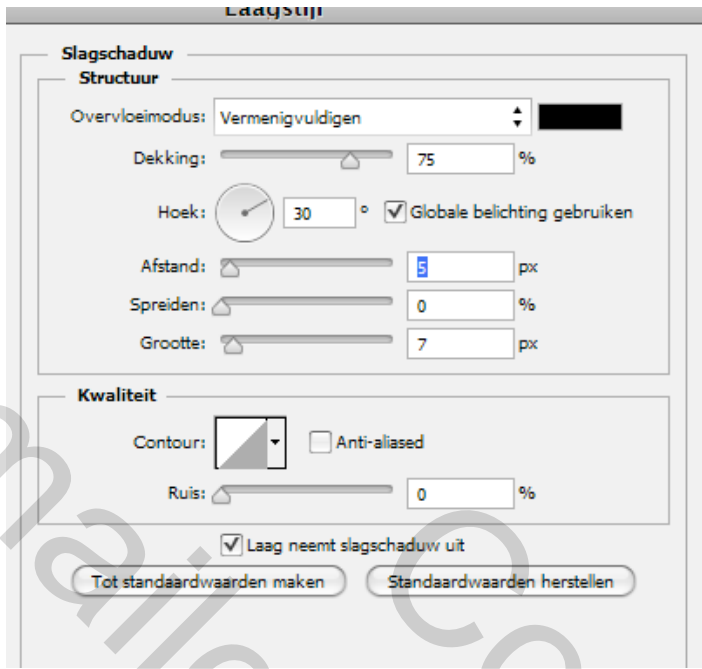 Laagstijl
Slagschaduw
Structuur
Overvloeimodus: Vermenigvuldigen
Dekking: 75 %
Hoek: 30 ° Globale belichting gebruiken
Afstand: 5 px
Spreiden: 0 %
Grootte: 7 px
Kwaliteit
Contour: Anti-aliased
Ruis: 0 %
Laag neemt slagschaduw uit
Tot standaardwaarden maken Standaardwaarden herstellen